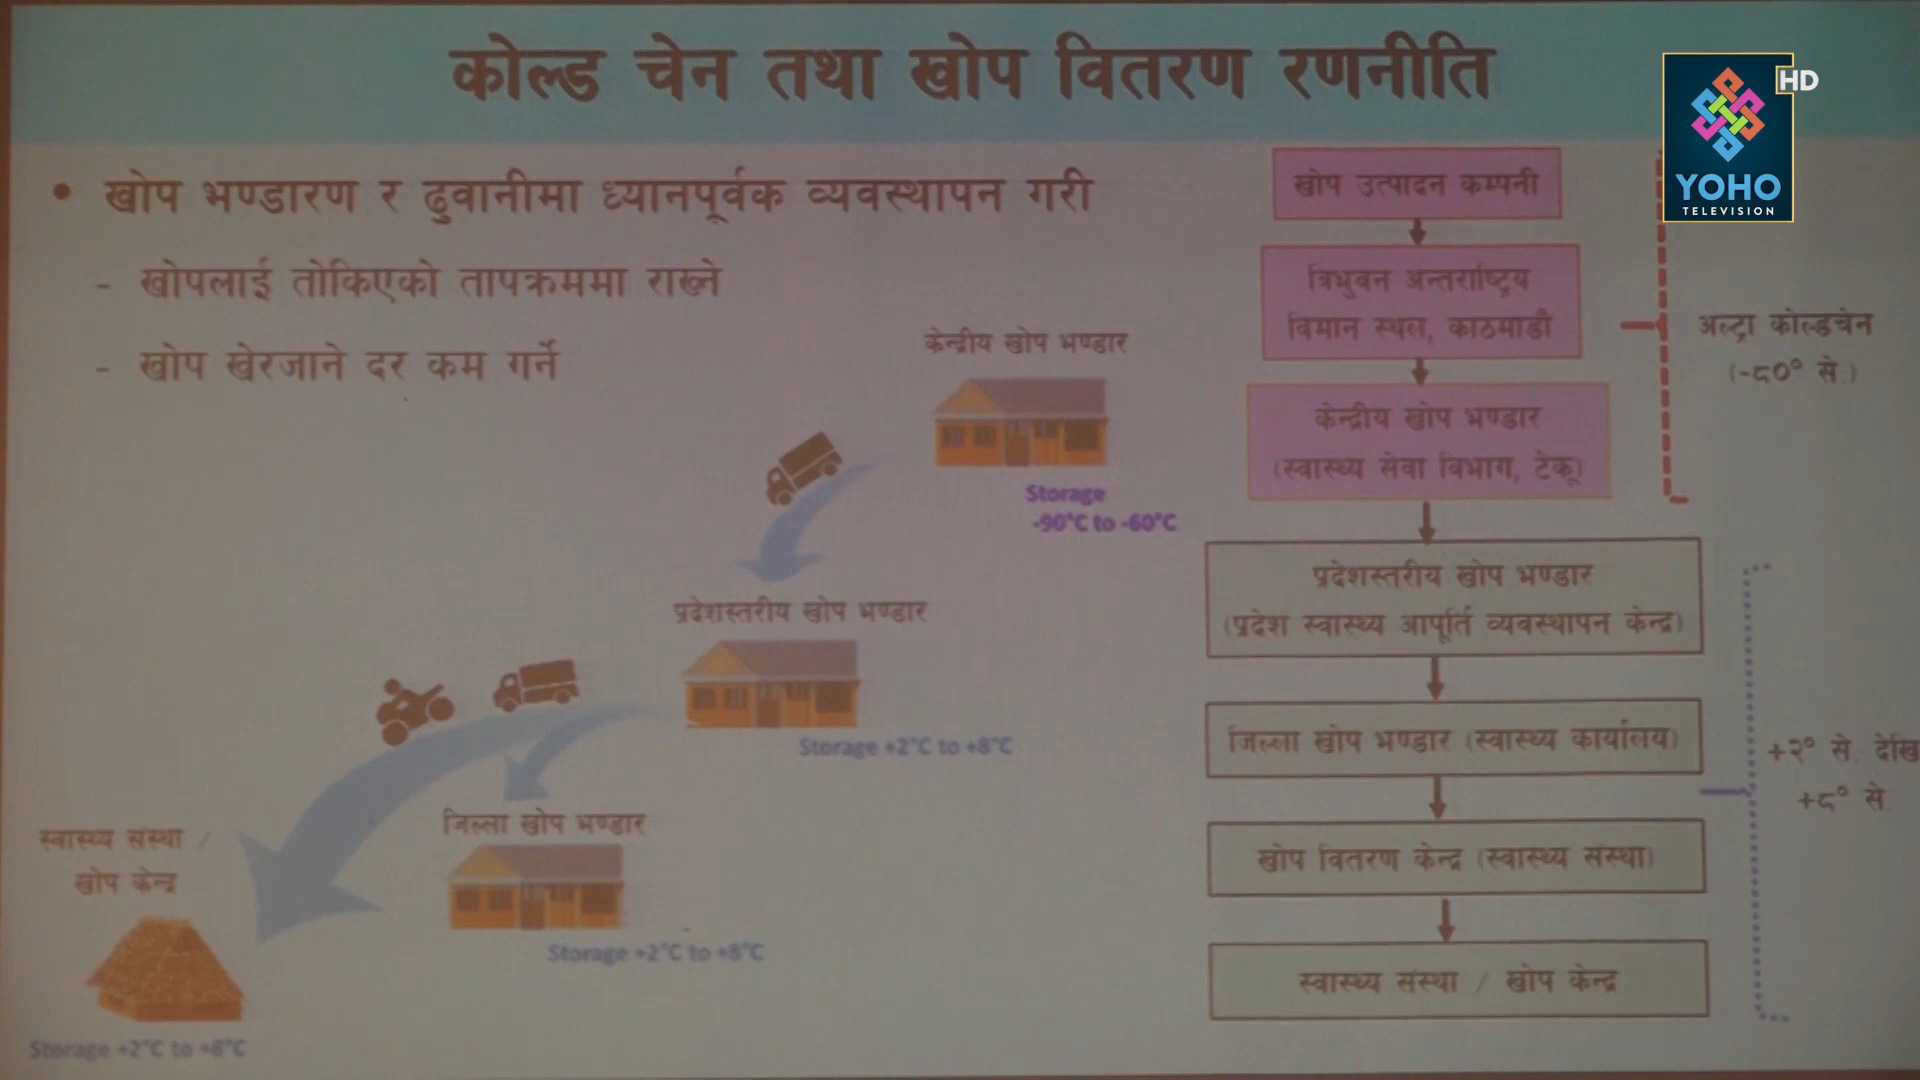 कोल्ड चेन तथा खोप वितरण रणनीति
HD
YOHO
TELEVISION
• खोप भण्डारण र ढुवानीमा ध्यानपूर्वक व्यवस्थापन गरी
- खोपलाई तोकिएको तापक्रममा राख्ने
- खोप खेरजाने दर कम गर्ने
केन्द्रीय खोप भण्डार
Storage
-90°C to -60°C
प्रदेशस्तरीय खोप भण्डार
Storage +2°C to +8°C
जिल्ला खोप भण्डार
Storage +2°C to +8°C
स्वास्थ्य संस्था /
खोप केन्द्र
Storage +2°C to +8°C
खोप उत्पादन कम्पनी
त्रिभुवन अन्तर्राष्ट्रिय
विमान स्थल, काठमाडौं
केन्द्रीय खोप भण्डार
(स्वास्थ्य सेवा विभाग, टेकू)
अल्ट्रा कोल्डचेन
(-८०° से.)
प्रदेशस्तरीय खोप भण्डार
(प्रदेश स्वास्थ्य आपूर्ति व्यवस्थापन केन्द्र)
जिल्ला खोप भण्डार (स्वास्थ्य कार्यालय)
खोप वितरण केन्द्र (स्वास्थ्य संस्था)
स्वास्थ्य संस्था / खोप केन्द्र
+२° से. देखि
+८° से